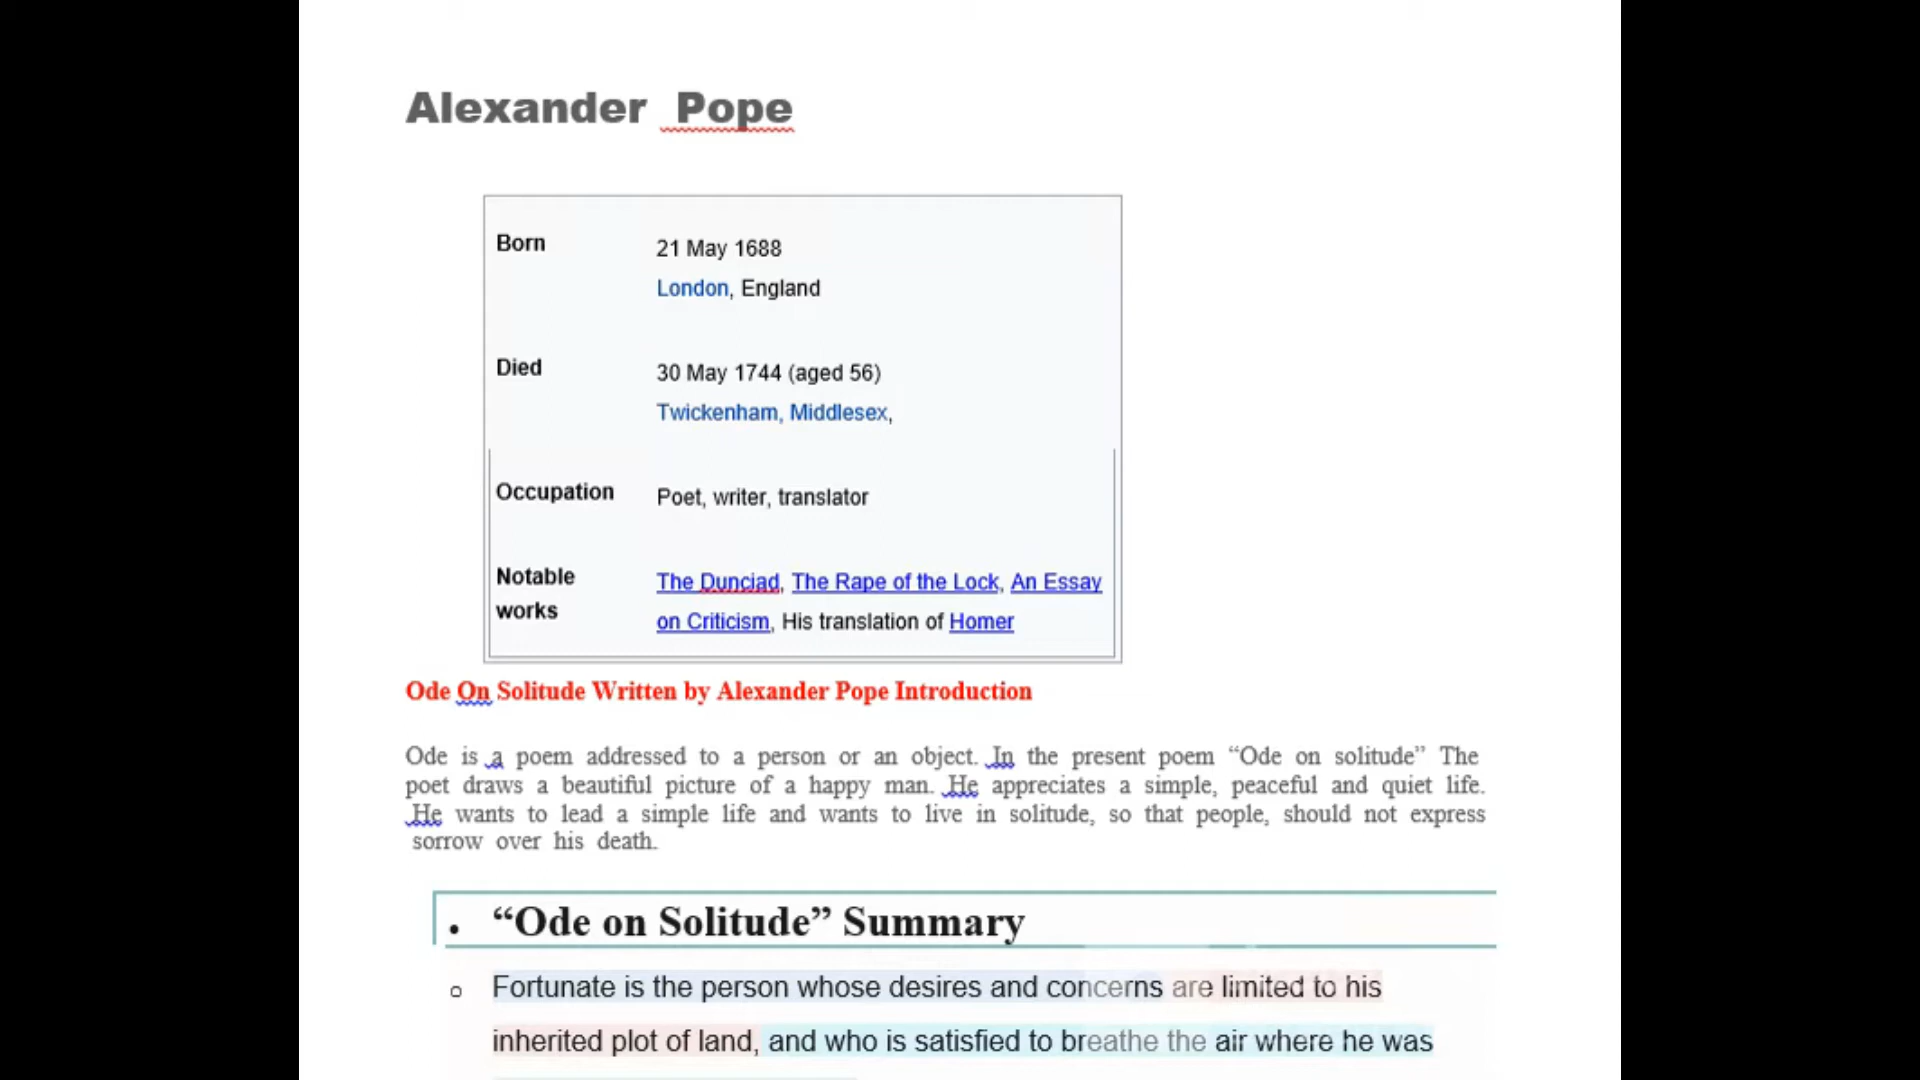 Alexander Pope
Born
21 May 1688
London, England
Died
30 May 1744 (aged 56)
Twickenham, Middlesex,
Occupation
Poet, writer, translator
Notable works
The Dunciad, The Rape of the Lock, An Essay
on Criticism, His translation of Homer
Ode On Solitude Written by Alexander Pope Introduction
Ode is a poem addressed to a person or an object. In the present poem “Ode on solitude” The
poet draws a beautiful picture of a happy man. He appreciates a simple, peaceful and quiet life.
He wants to lead a simple life and wants to live in solitude, so that people, should not express
sorrow over his death.
• “Ode on Solitude” Summary
o Fortunate is the person whose desires and concerns are limited to his
inherited plot of land, and who is satisfied to breathe the air where he was